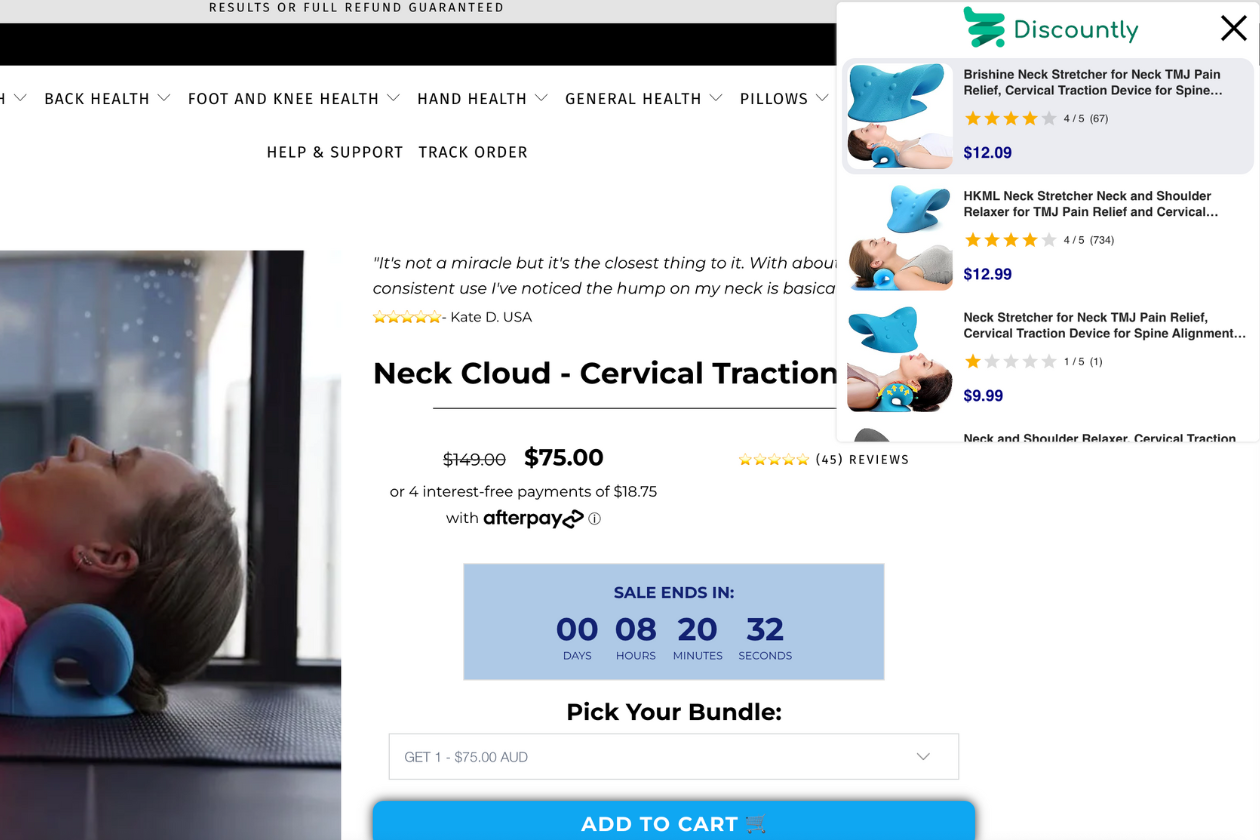 RESULTS OR FULL REFUND GUARANTEED
H
BACK HEALTH
FOOT AND KNEE HEALTH
HAND HEALTH
GENERAL HEALTH
PILLOWS
HELP & SUPPORT
TRACK ORDER
"It's not a miracle but it's the closest thing to it. With abou
consistent use I've noticed the hump on my neck is basica
⭐⭐⭐⭐⭐- Kate D. USA
Neck Cloud - Cervical Traction
$149.00 $75.00
⭐⭐⭐⭐⭐ (45) REVIEWS
or 4 interest-free payments of $18.75
with afterpay ⓘ
SALE ENDS IN:
00 08 20 32
DAYS HOURS MINUTES SECONDS
Pick Your Bundle:
GET 1 - $75.00 AUD
ADD TO CART 🛒
Discountly
Brishine Neck Stretcher for Neck TMJ Pain
Relief, Cervical Traction Device for Spine...
4 / 5 (67)
$12.09
HKML Neck Stretcher Neck and Shoulder
Relaxer for TMJ Pain Relief and Cervical...
4 / 5 (734)
$12.99
Neck Stretcher for Neck TMJ Pain Relief,
Cervical Traction Device for Spine Alignment...
1 / 5 (1)
$9.99
Neck and Shoulder Relaxer, Cervical Traction